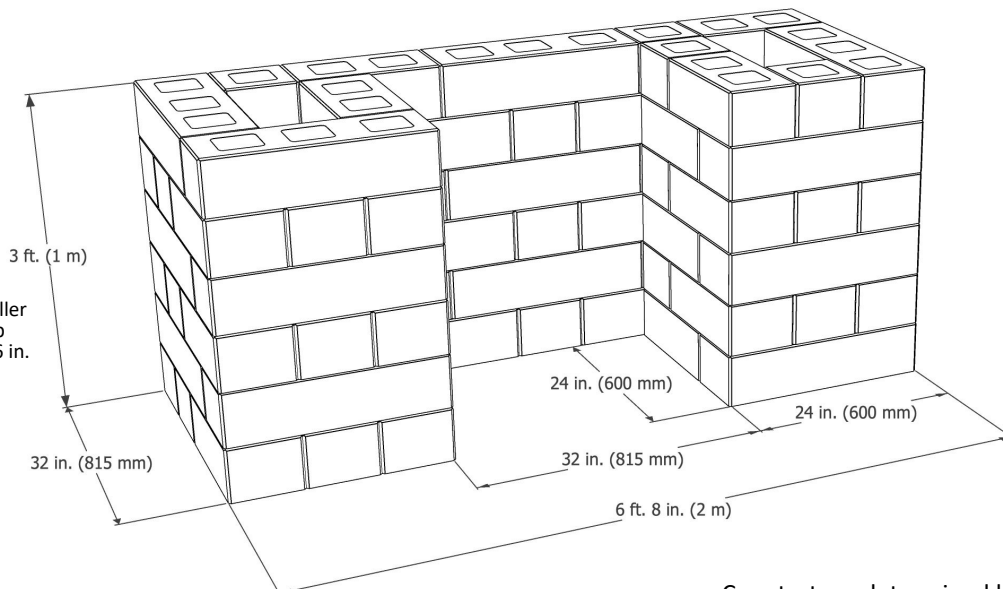 3 ft. (1 m)
32 in. (815 mm)
24 in. (600 mm)
24 in. (600 mm)
32 in. (815 mm)
6 ft. 8 in. (2 m)
in.